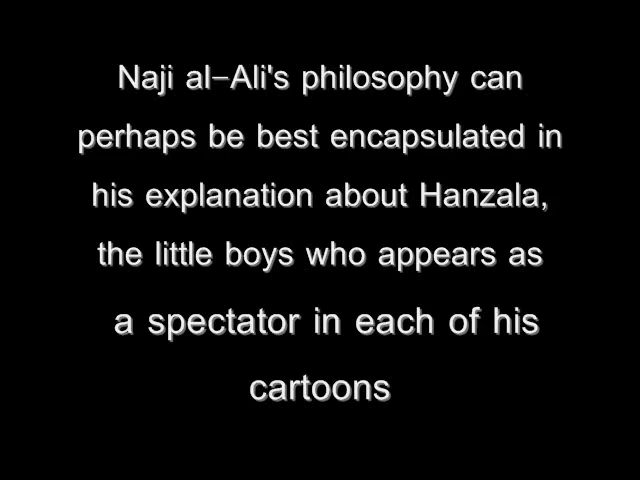 Naji al-Ali's philosophy can
perhaps be best encapsulated in
his explanation about Hanzala,
the little boys who appears as
a spectator in each of his
cartoons